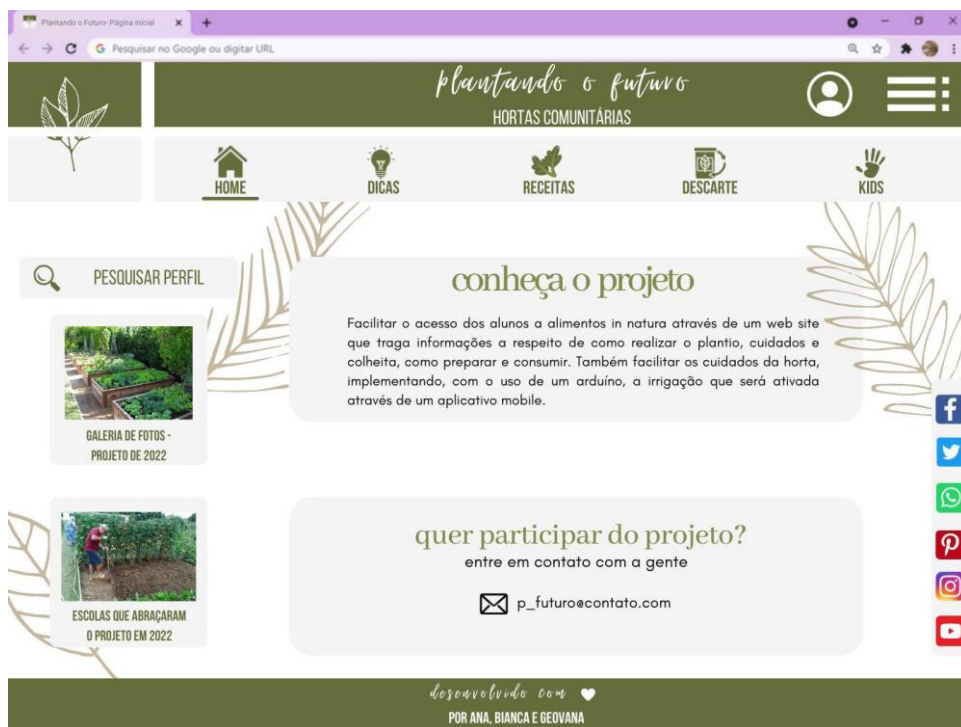 Plantando o Futuro- Página inicial
Pesquisar no Google ou digitar URL
plantando o futuro
HORTAS COMUNITÁRIAS
HOME
DICAS
RECEITAS
DESCARTE
KIDS
PESQUISAR PERFIL
GALERIA DE FOTOS -
PROJETO DE 2022
ESCOLAS QUE ABRAÇARAM
O PROJETO EM 2022
conheça o projeto
Facilitar o acesso dos alunos a alimentos in natura através de um web site
que traga informações a respeito de como realizar o plantio, cuidados e
colheita, como preparar e consumir. Também facilitar os cuidados da horta,
implementando, com o uso de um arduíno, a irrigação que será ativada
através de um aplicativo mobile.
quer participar do projeto?
entre em contato com a gente
p_futuro@contato.com
desenvolvido com
POR ANA, BIANCA E GEOVANA